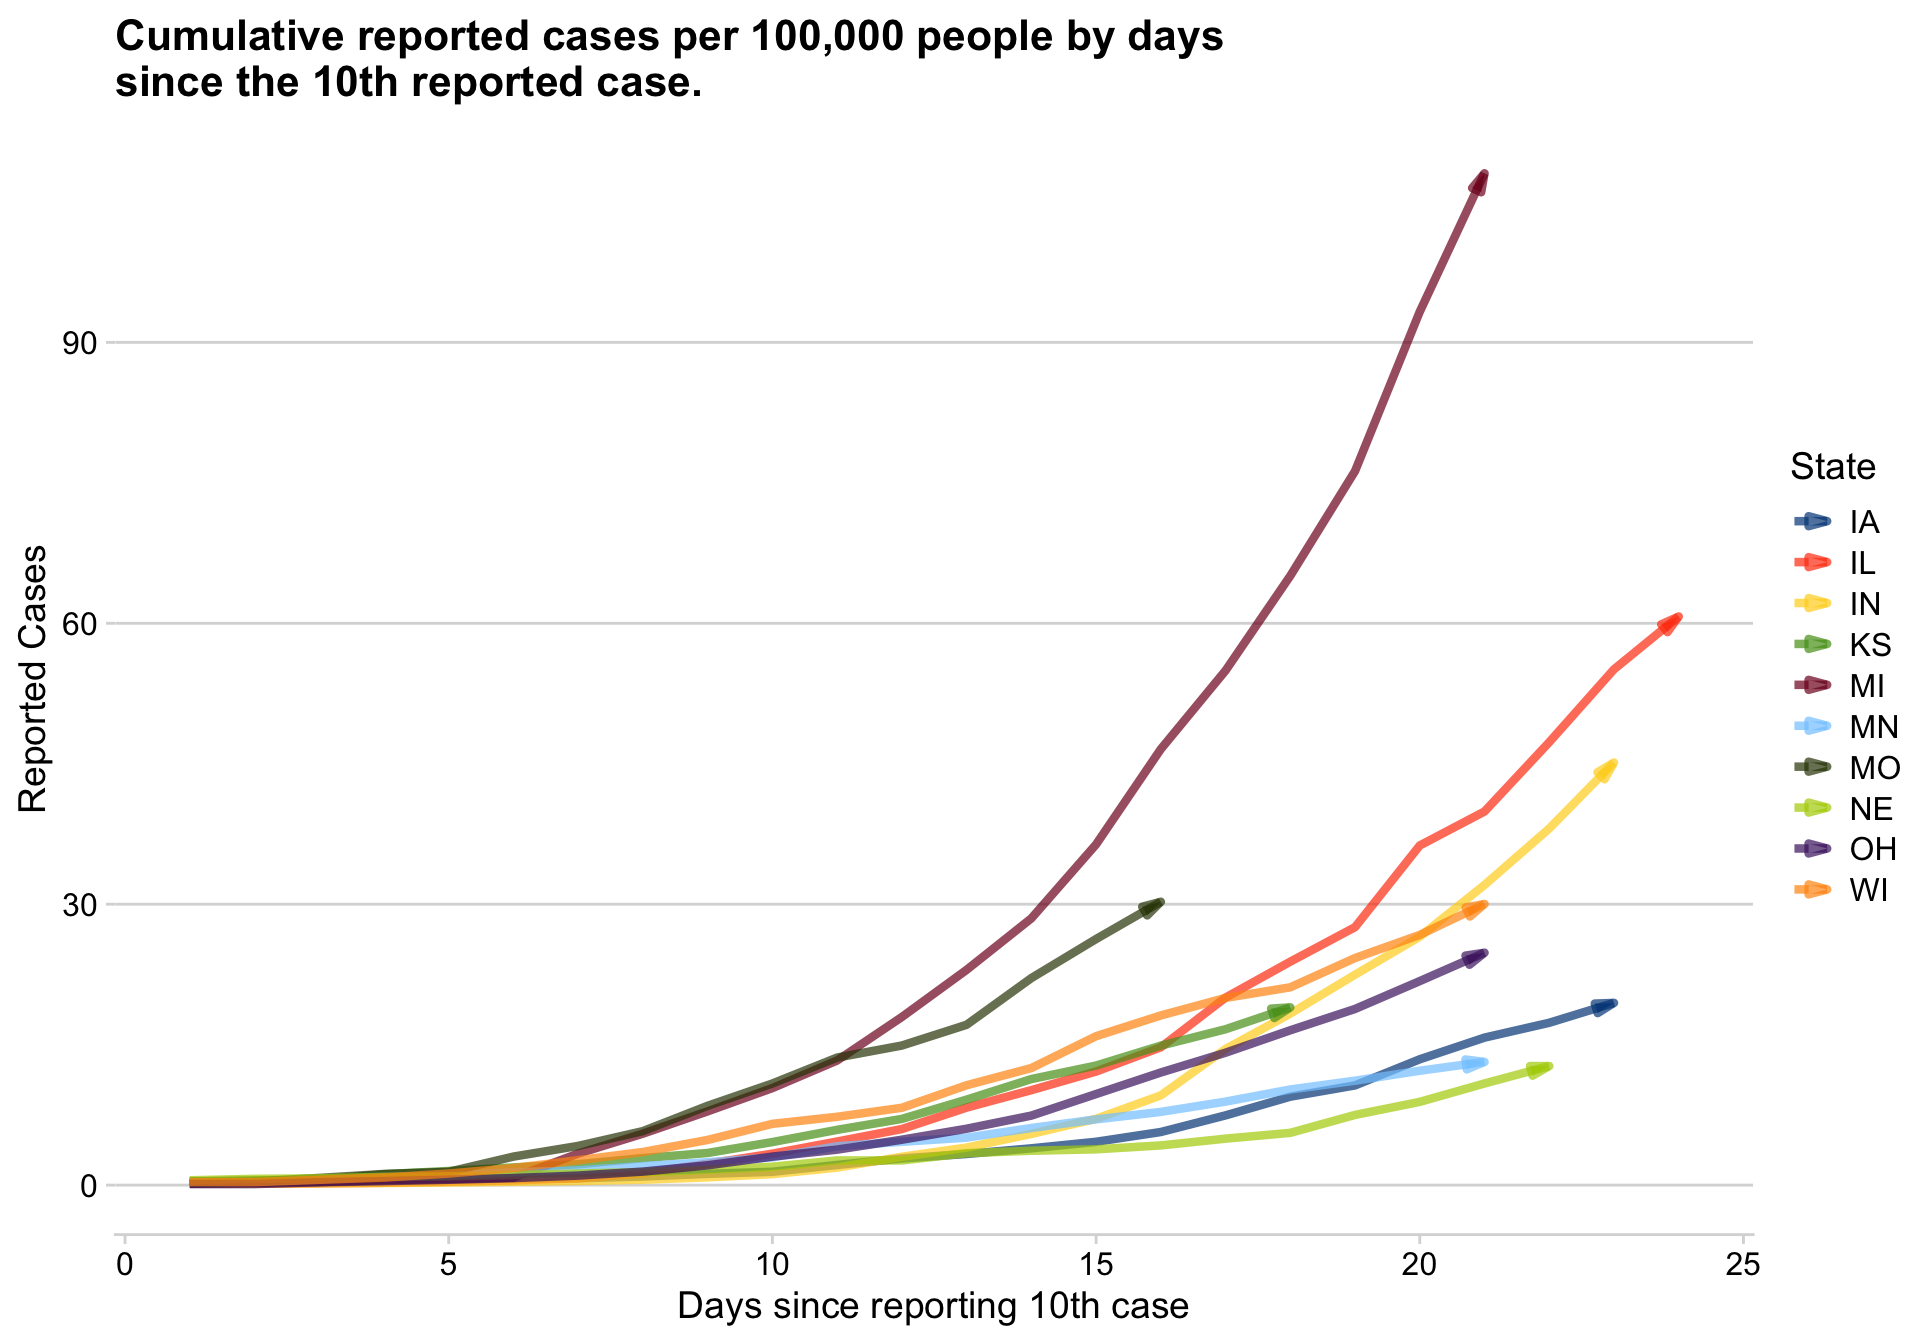 Cumulative reported cases per 100,000 people by days
since the 10th reported case.
90
60
30
0
Reported Cases
0 5 10 15 20 25
Days since reporting 10th case
State
IA
IL
IN
KS
MI
MN
MO
NE
OH
WI